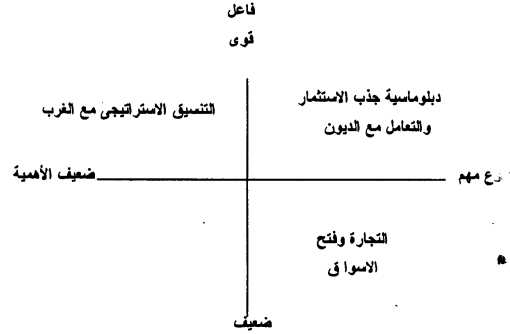 فاعل
قوى
دبلوماسية جذب الاستثمار
والتعامل مع الديون
التنسيق الاستراتيجى مع الغرب
مهم
ضعيف الأهمية
التجارة وفتح
الاسوا ق
ضعيف